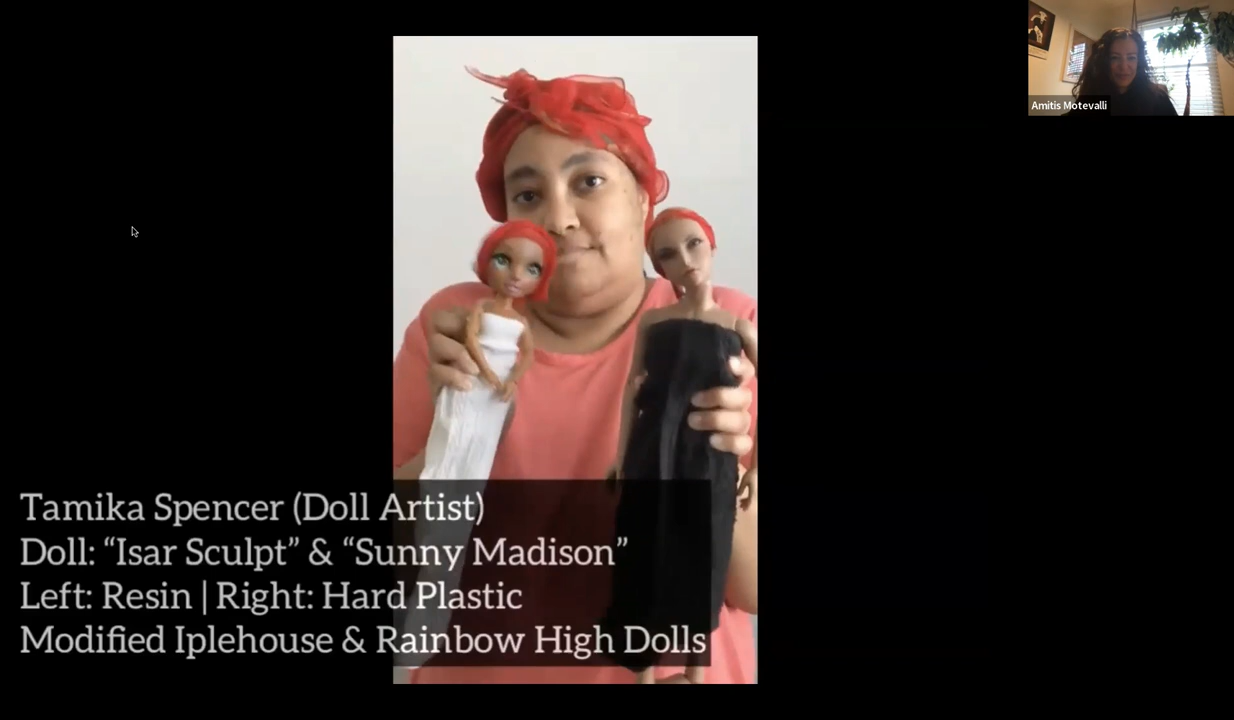 Amitis Motevalli
Tamika Spencer (Doll Artist)
Doll: “Isar Sculpt” & “Sunny Madison”
Left: Resin | Right: Hard Plastic
Modified Iplehouse & Rainbow High Dolls